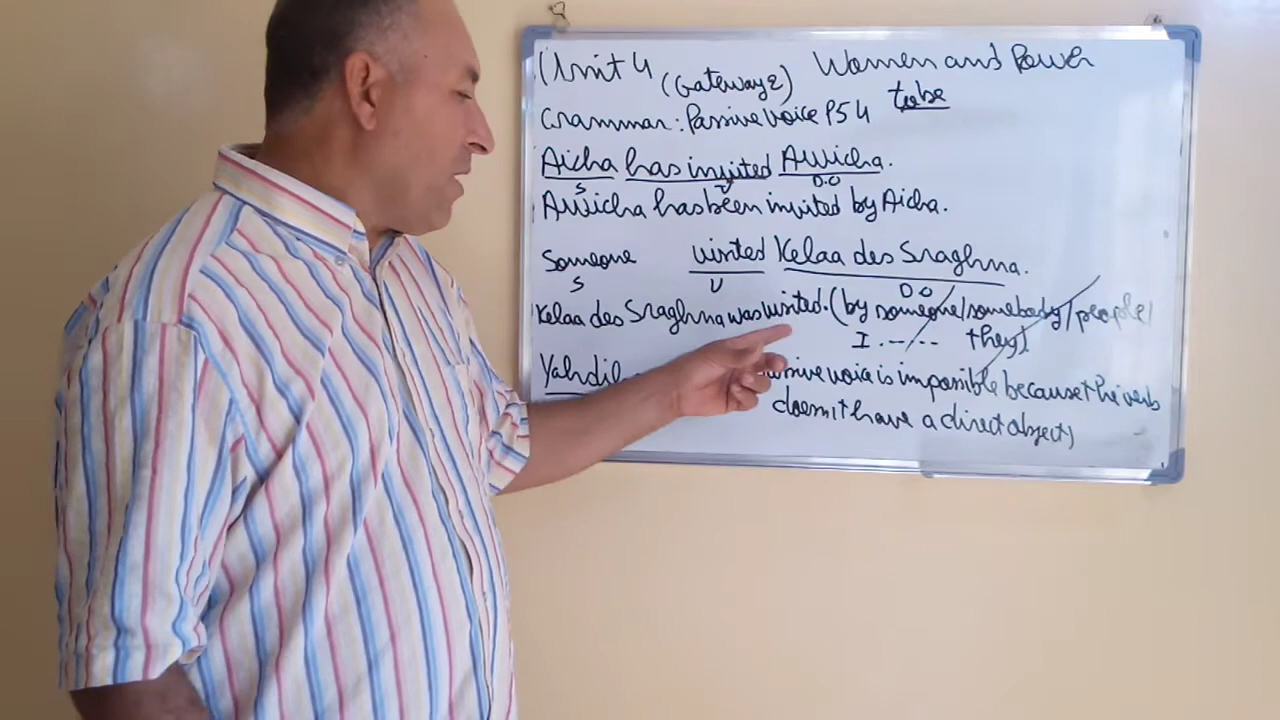 Unit 4 (Gateway 2) Women and Power
Grammar: Passive Voice P54 to be
Aicha has invited Awicha.
S V D.O
Awicha has been invited by Aicha.
Someone visited Kelaa des Sraghna.
S V D O
Kelaa des Sraghna was visited. (by someone/somebody/people/
I.---- they)
Yahdil passive voice is impossible because the verb
doesn't have a direct object)